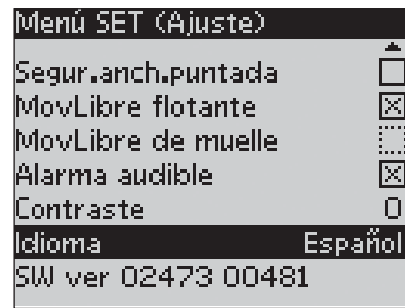 Menú SET (Ajuste)
Segur.anch.puntada
MovLibre flotante
MovLibre de muelle
Alarma audible
Contraste 0
Idioma Español
SW ver 02473 00481